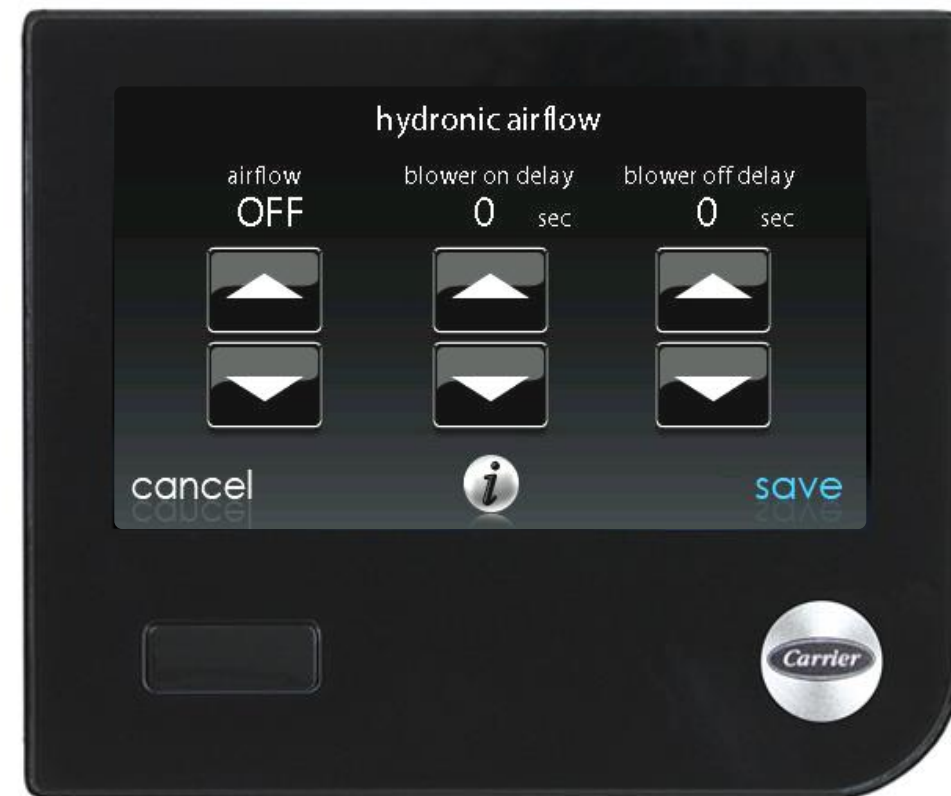 hydronic airflow
airflow
OFF
blower on delay
0 sec
blower off delay
0 sec
cancel
i
save
Carrier